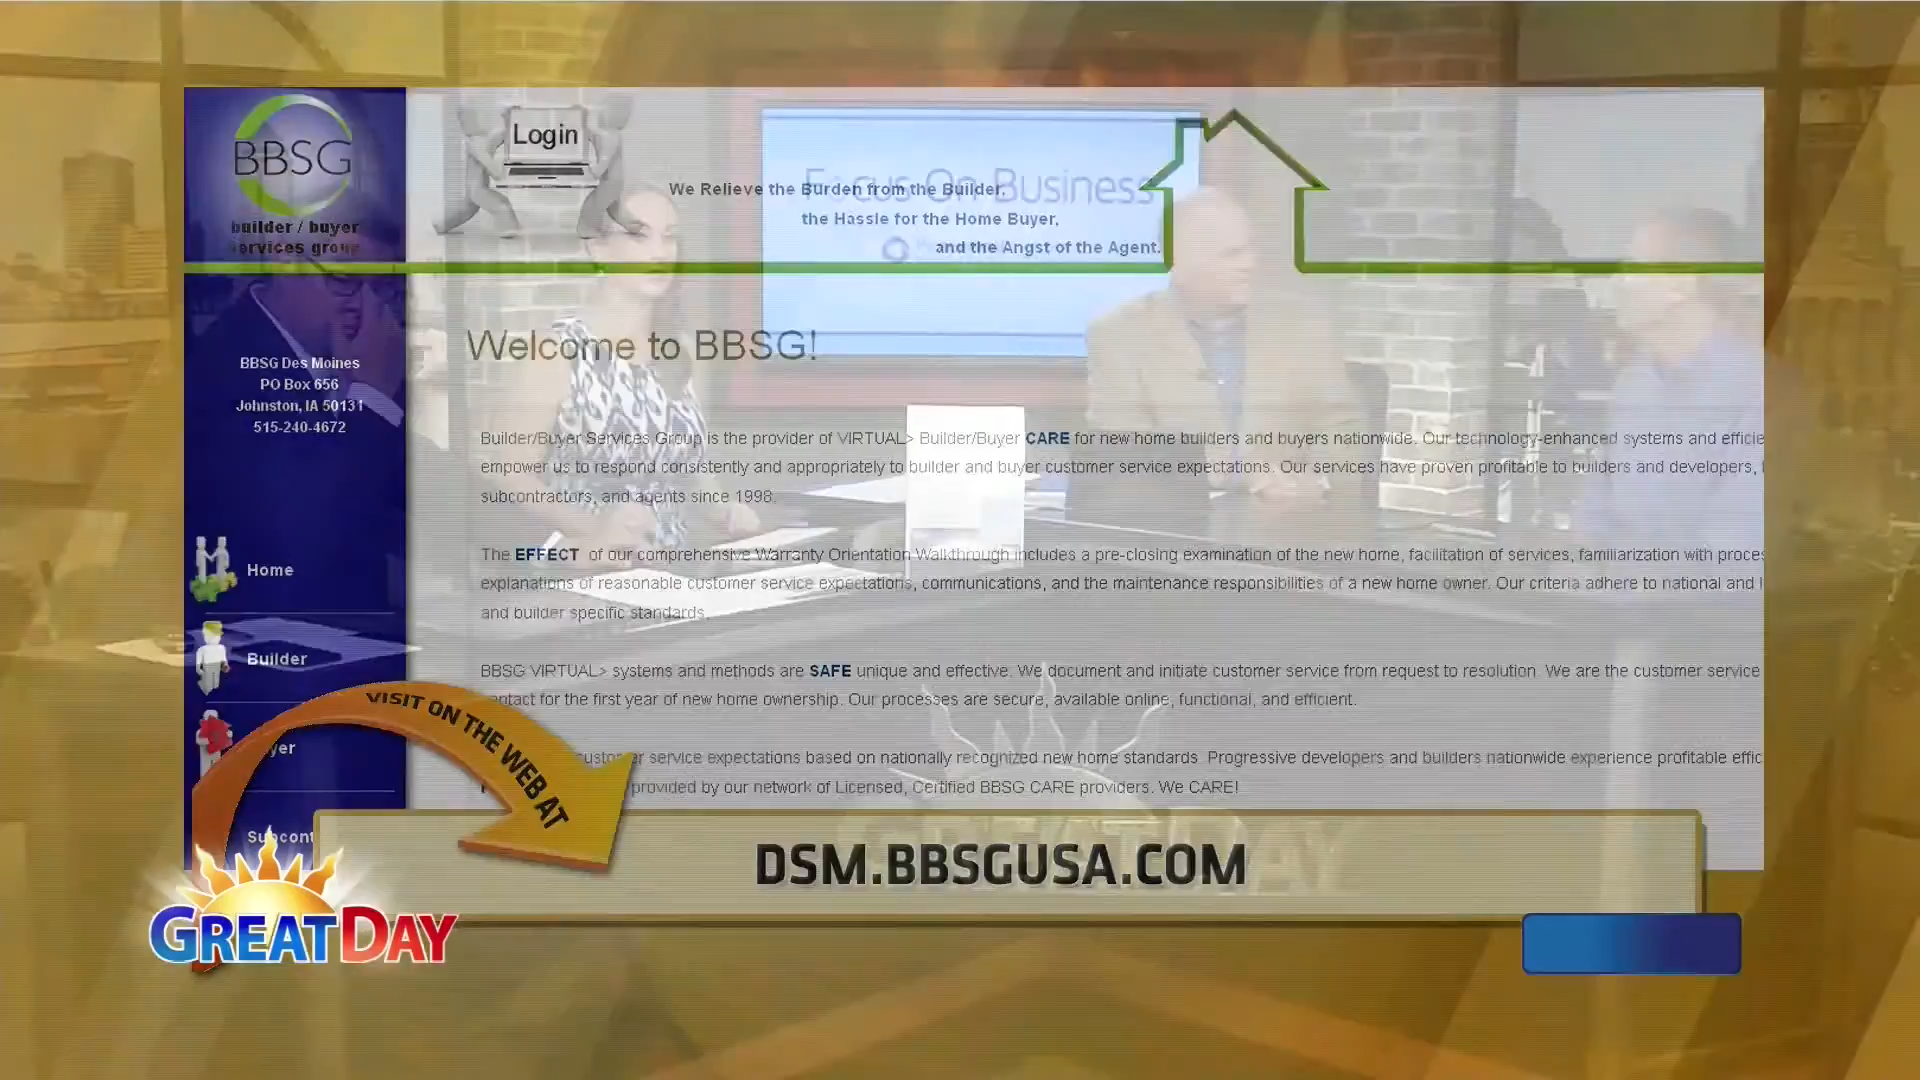 BBSG
builder / buyer
services group
Login
We Relieve the Burden from the Builder,
the Hassle for the Home Buyer,
and the Angst of the Agent.
Focus On Business
BBSG Des Moines
PO Box 656
Johnston, IA 50131
515-240-4672
Home
Builder
Welcome to BBSG!
Builder/Buyer Services Group is the provider of VIRTUAL> Builder/Buyer CARE for new home builders and buyers nationwide. Our technology-enhanced systems and
empower us to respond consistently and appropriately to builder and buyer customer service expectations. Our services have proven profitable to builders and developers,
subcontractors, and agents since 1998.
The EFFECT of our comprehensive Warranty Orientation Walkthrough includes a pre-closing examination of the new home, facilitation of services, familiarization with
explanations of reasonable customer service expectations, communications, and the maintenance responsibilities of a new home owner. Our criteria adhere to national and
and builder specific standards.
BBSG VIRTUAL> systems and methods are SAFE unique and effective. We document and initiate customer service from request to resolution. We are the customer service
contact for the first year of new home ownership. Our processes are secure, available online, functional, and efficient.
customer service expectations based on nationally recognized new home standards. Progressive developers and builders nationwide experience profitable
provided by our network of Licensed, Certified BBSG CARE providers. We CARE!
VISIT ON THE WEB AT
DSM.BBSGUSA.COM
GREAT DAY
GREAT DAY